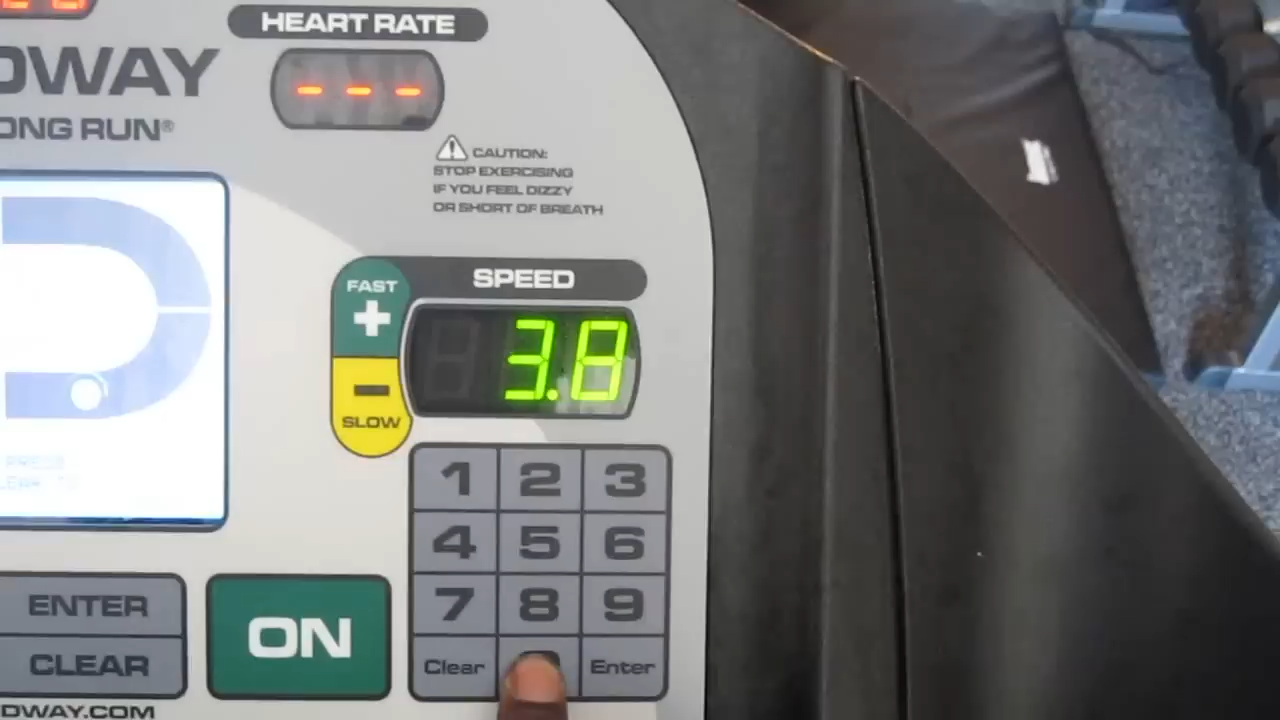 HEART RATE
DWAY
ONG RUN®
CAUTION:
STOP EXERCISING
IF YOU FEEL DIZZY
OR SHORT OF BREATH
SPEED
FAST
+
3.8
-
SLOW
1 2 3
4 5 6
7 8 9
Clear Enter
ENTER
CLEAR
ON
DWAY.COM